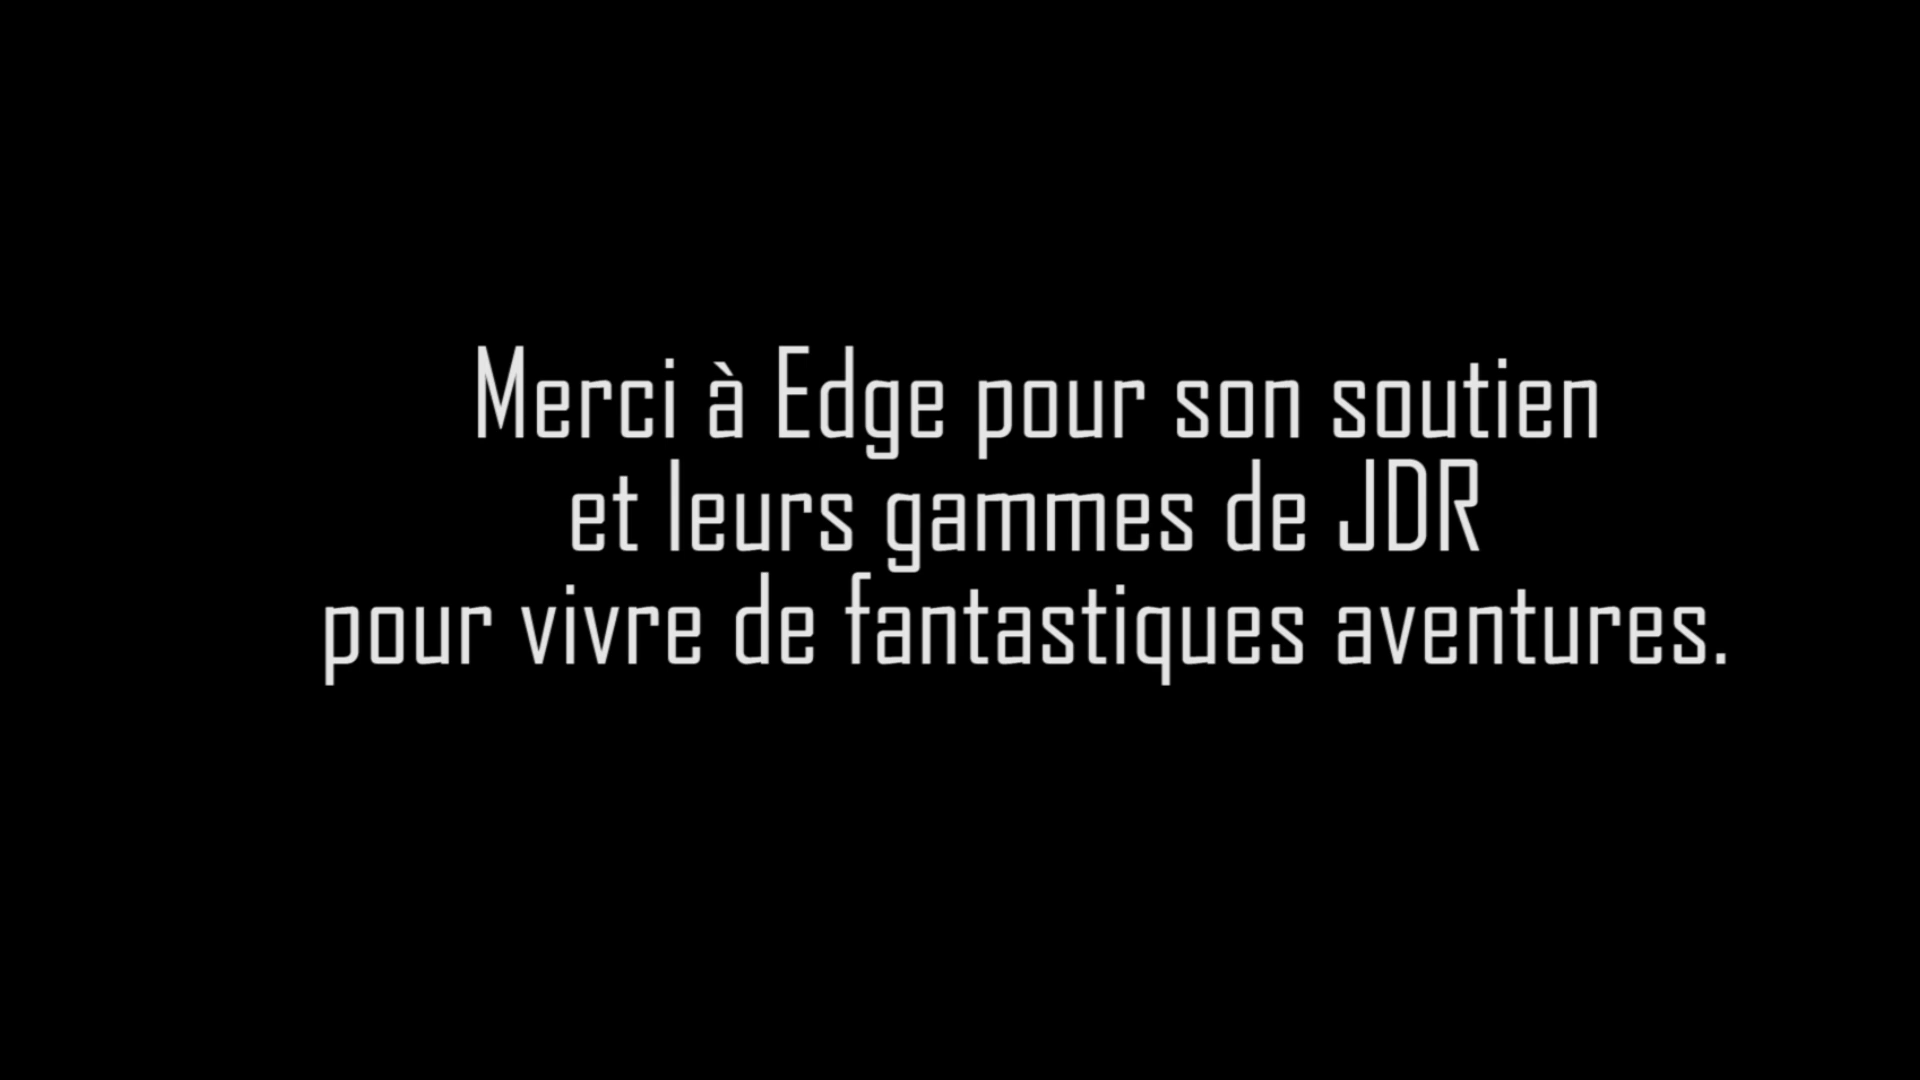 Merci à Edge pour son soutien
et leurs gammes de JDR
pour vivre de fantastiques aventures.